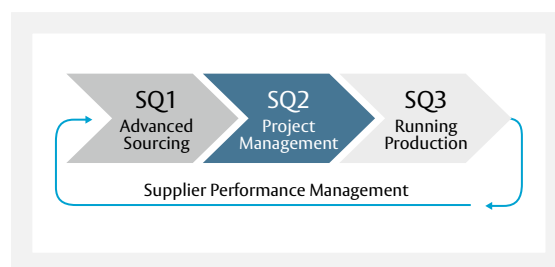 SQ1
Advanced
Sourcing
SQ2
Project
Management
SQ3
Running
Production
Supplier Performance Management